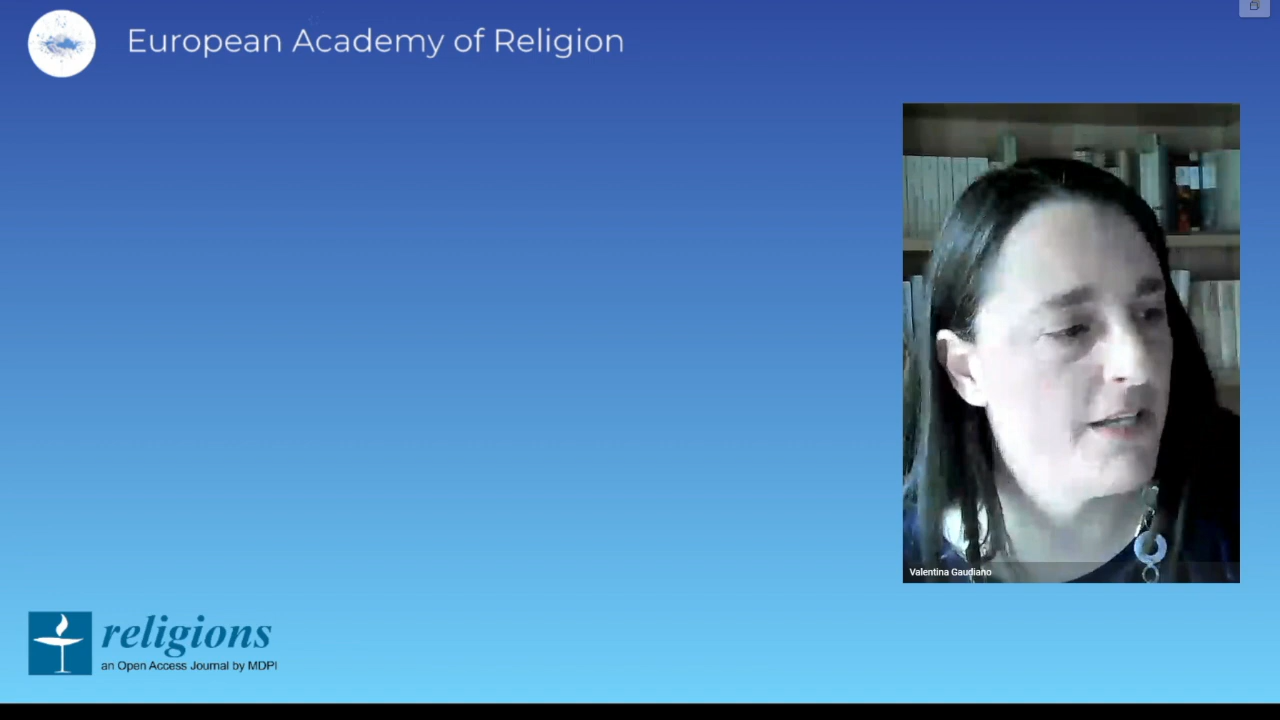 European Academy of Religion
Valentina Gaudiano
religions
an Open Access Journal by MDPI